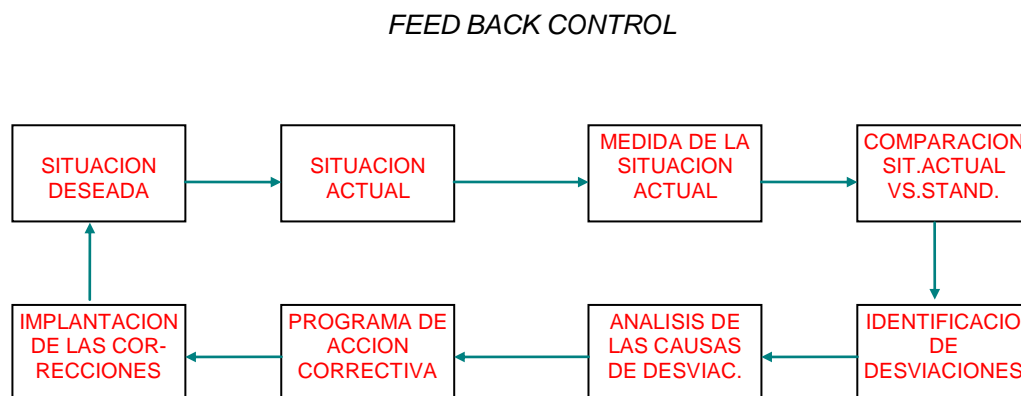 FEED BACK CONTROL
SITUACION
DESEADA
SITUACION
ACTUAL
MEDIDA DE LA
SITUACION
ACTUAL
COMPARACION
SIT.ACTUAL
VS.STAND.
IMPLANTACION
DE LAS COR-
RECCIONES
PROGRAMA DE
ACCION
CORRECTIVA
ANALISIS DE
LAS CAUSAS
DE DESVIAC.
IDENTIFICACIO
DE
DESVIACIONES